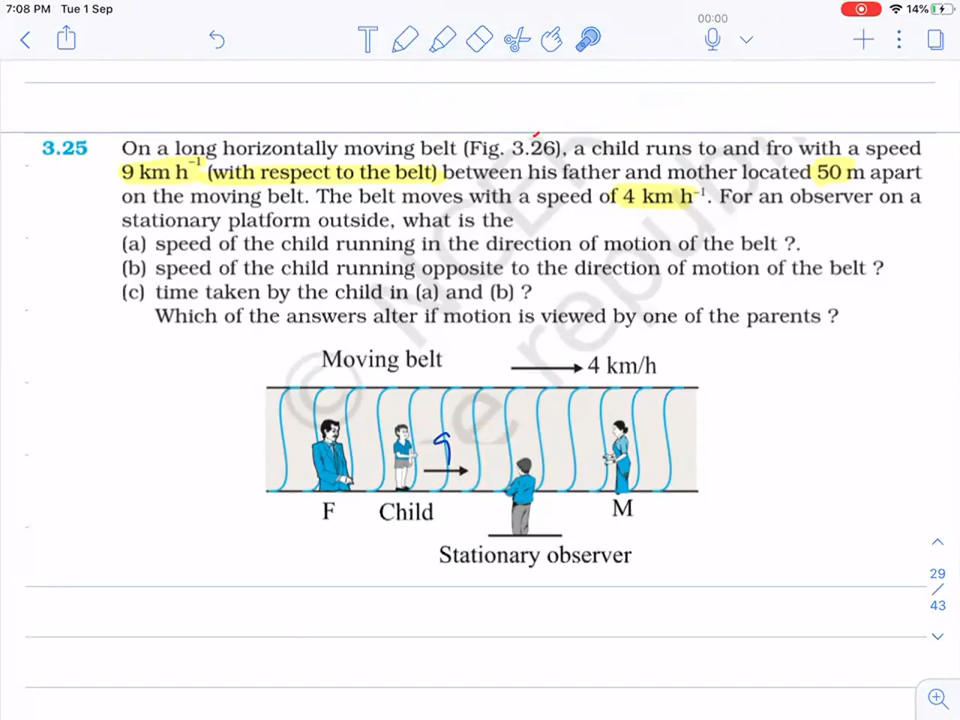 7:08 PM Tue 1 Sep
14%
00:00
3.25 On a long horizontally moving belt (Fig. 3.26), a child runs to and fro with a speed
9 km h⁻¹ (with respect to the belt) between his father and mother located 50 m apart
on the moving belt. The belt moves with a speed of 4 km h⁻¹. For an observer on a
stationary platform outside, what is the
(a) speed of the child running in the direction of motion of the belt ?.
(b) speed of the child running opposite to the direction of motion of the belt ?
(c) time taken by the child in (a) and (b) ?
Which of the answers alter if motion is viewed by one of the parents ?
Moving belt 4 km/h
9
F Child M
Stationary observer
29
/
43
© NCERT
republi